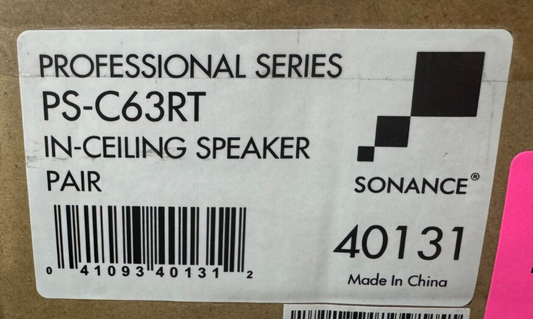 PROFESSIONAL SERIES
PS-C63RT
IN-CEILING SPEAKER
PAIR
SONANCE®
0 41093 40131 2
40131
Made In China